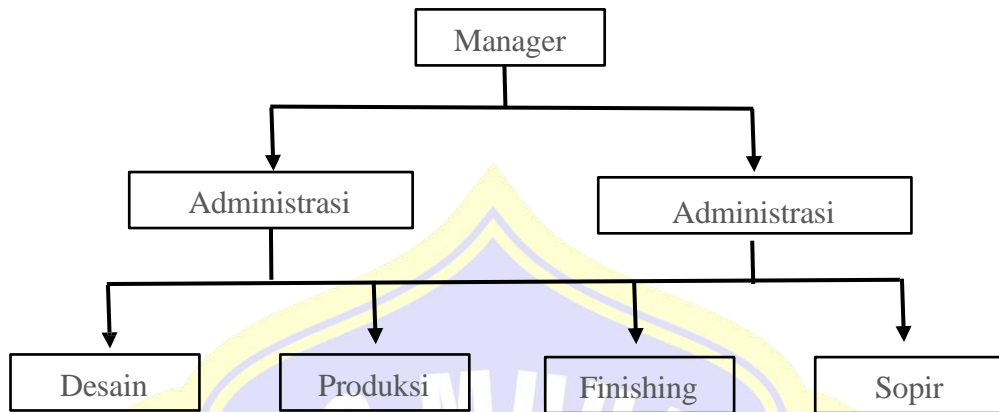 Manager
Administrasi
Administrasi
Desain
Produksi
Finishing
Sopir